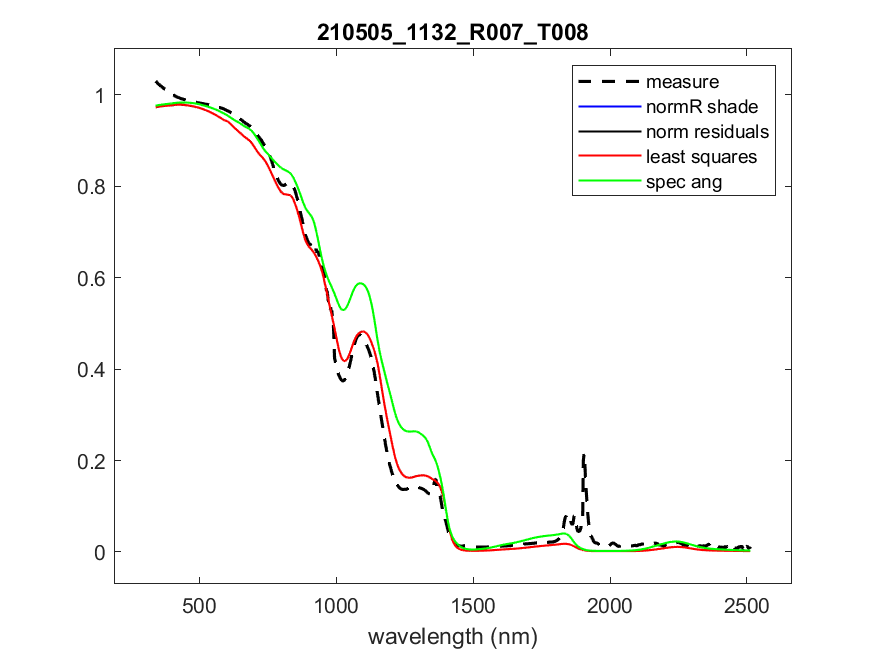 210505_1132_R007_T008
measure
normR shade
norm residuals
least squares
spec ang
1
0.8
0.6
0.4
0.2
0
500
1000
1500
2000
2500
wavelength (nm)